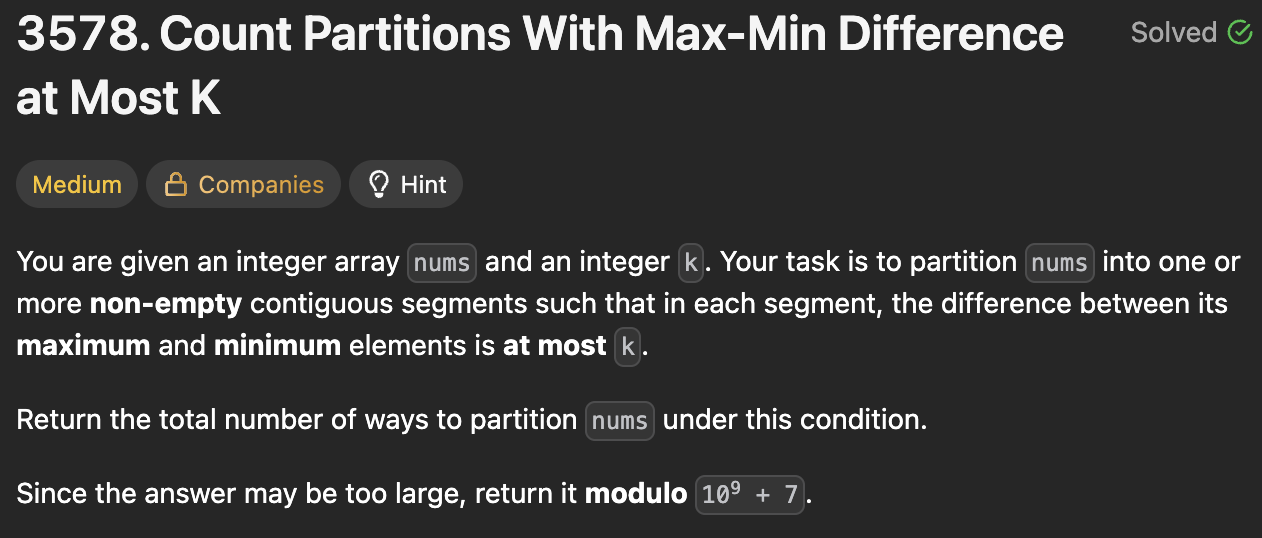 3578. Count Partitions With Max-Min Difference
Solved
at Most K
Medium
Companies
Hint
You are given an integer array nums and an integer k. Your task is to partition nums into one or
more non-empty contiguous segments such that in each segment, the difference between its
maximum and minimum elements is at most k.
Return the total number of ways to partition nums under this condition.
Since the answer may be too large, return it modulo 10⁹ + 7.